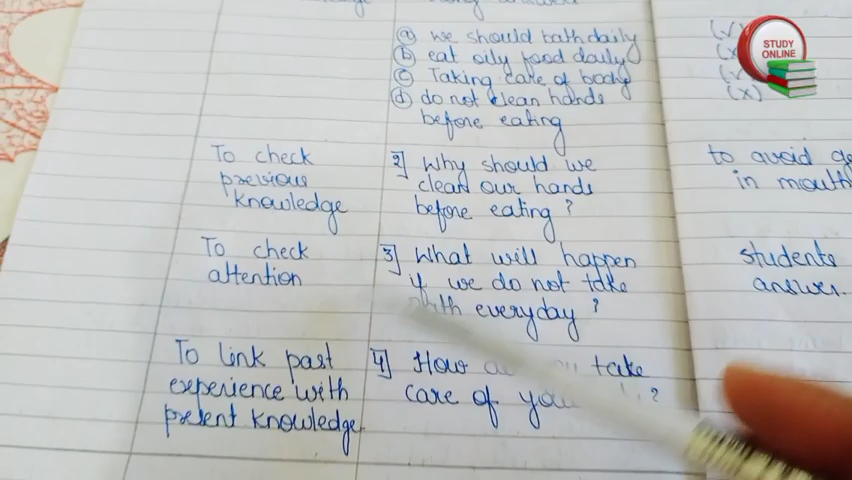 ⓐ we should bath daily
ⓑ eat oily food daily
ⓒ Taking care of body
ⓓ do not clean hands
before eating
(✓)
(x)
STUDY
ONLINE
To check
previous
knowledge
2] Why should we
clean our hands
before eating ?
to avoid
in mouth
To check
attention
3] What will happen
if we do not take
bath everyday ?
students
answer.
To link past
experience with
present knowledge.
4] How take
care of ?